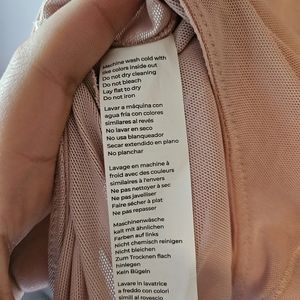 Machine wash cold with
like colors inside out
Do not dry cleaning
Do not bleach
Lay flat to dry
Do not iron
Lavar a máquina con
agua fría con colores
similares al revés
No lavar en seco
No usa blanqueador
Secar extendido en plano
No planchar
Lavage en machine à
froid avec des couleurs
similaires à l'envers
Ne pas nettoyer à sec
Ne pas javelliser
Faire sécher à plat
Ne pas repasser
Maschinenwäsche
kalt mit ähnlichen
Farben auf links
Nicht chemisch reinigen
Nicht bleichen
Zum Trocknen flach
hinlegen
Kein Bügeln
Lavare in lavatrice
a freddo con colori
simili al rovescio